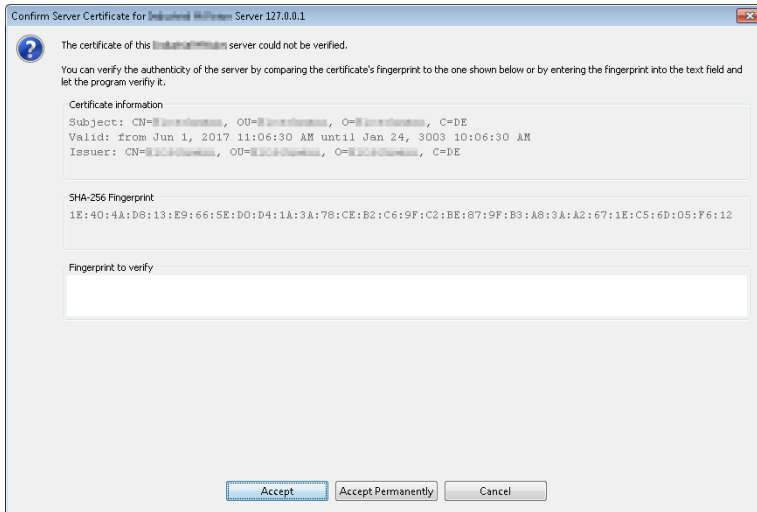 Confirm Server Certificate for Server 127.0.0.1
The certificate of this server could not be verified.
You can verify the authenticity of the server by comparing the certificate's fingerprint to the one shown below or by entering the fingerprint into the text field and
let the program verifiy it.
Certificate information
Subject: CN= , OU= , O= , C=DE
Valid: from Jun 1, 2017 11:06:30 AM until Jan 24, 3003 10:06:30 AM
Issuer: CN= , OU= , O= , C=DE
SHA-256 Fingerprint
1E:40:4A:D8:13:E9:66:5E:D0:D4:1A:3A:78:CE:B2:C6:9F:C2:BE:87:9F:B3:A8:3A:A2:67:1E:C5:6D:05:F6:12
Fingerprint to verify
Accept
Accept Permanently
Cancel